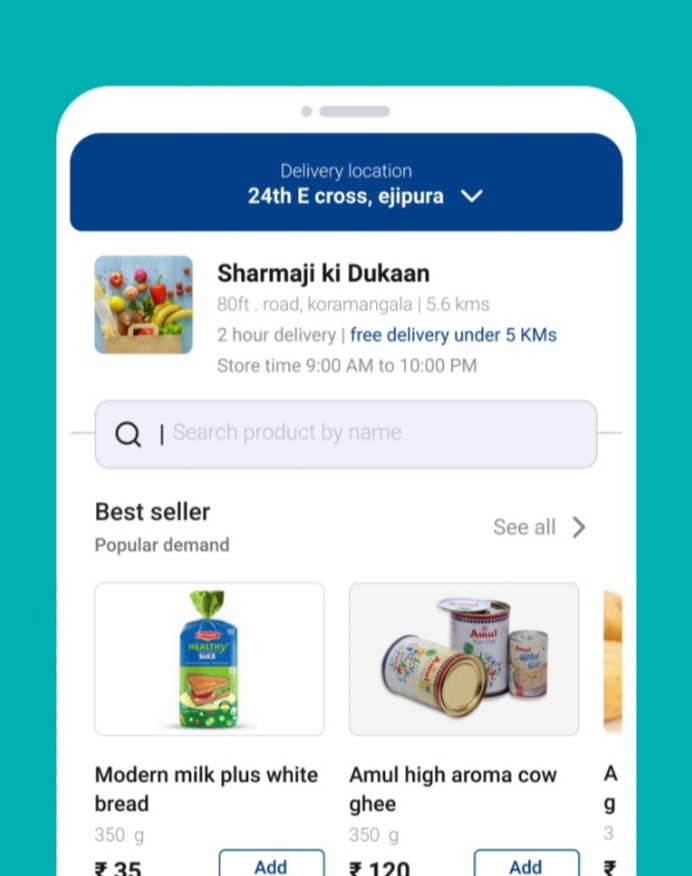 Delivery location
24th E cross, ejipura
Sharmaji ki Dukaan
80ft . road, koramangala | 5.6 kms
2 hour delivery | free delivery under 5 KMs
Store time 9:00 AM to 10:00 PM
Search product by name
Best seller
Popular demand
See all
HEALTHY
SLICE
Amul
Amul
Amul
Modern milk plus white
bread
Amul high aroma cow
ghee
A
g
350 g
350 g
3
₹ 35
Add
₹ 120
Add
₹